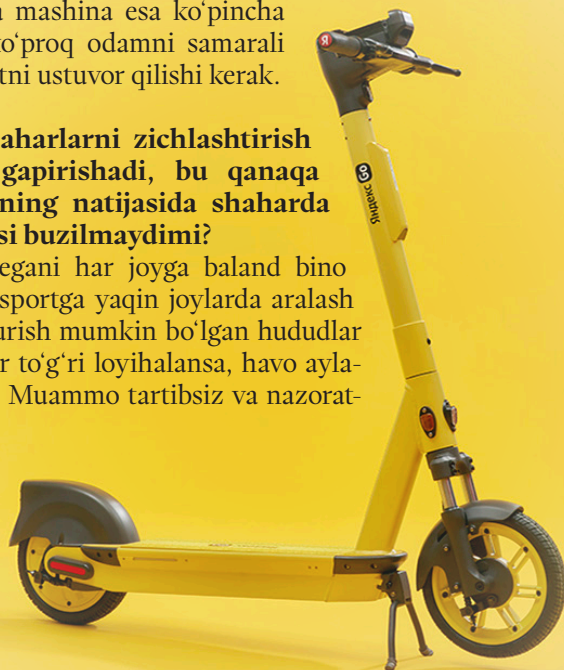 a mashina esa ko‘pincha
o‘proq odamni samarali
tni ustuvor qilishi kerak.
aharlarni zichlashtirish
gapirishadi, bu qanaqa
ning natijasida shaharda
si buzilmaydimi?
egani har joyga baland bino
sportga yaqin joylarda aralash
urish mumkin bo‘lgan hududlar
r to‘g‘ri loyihalansa, havo ayla-
Muammo tartibsiz va nazorat-
Я
Яндекс GO